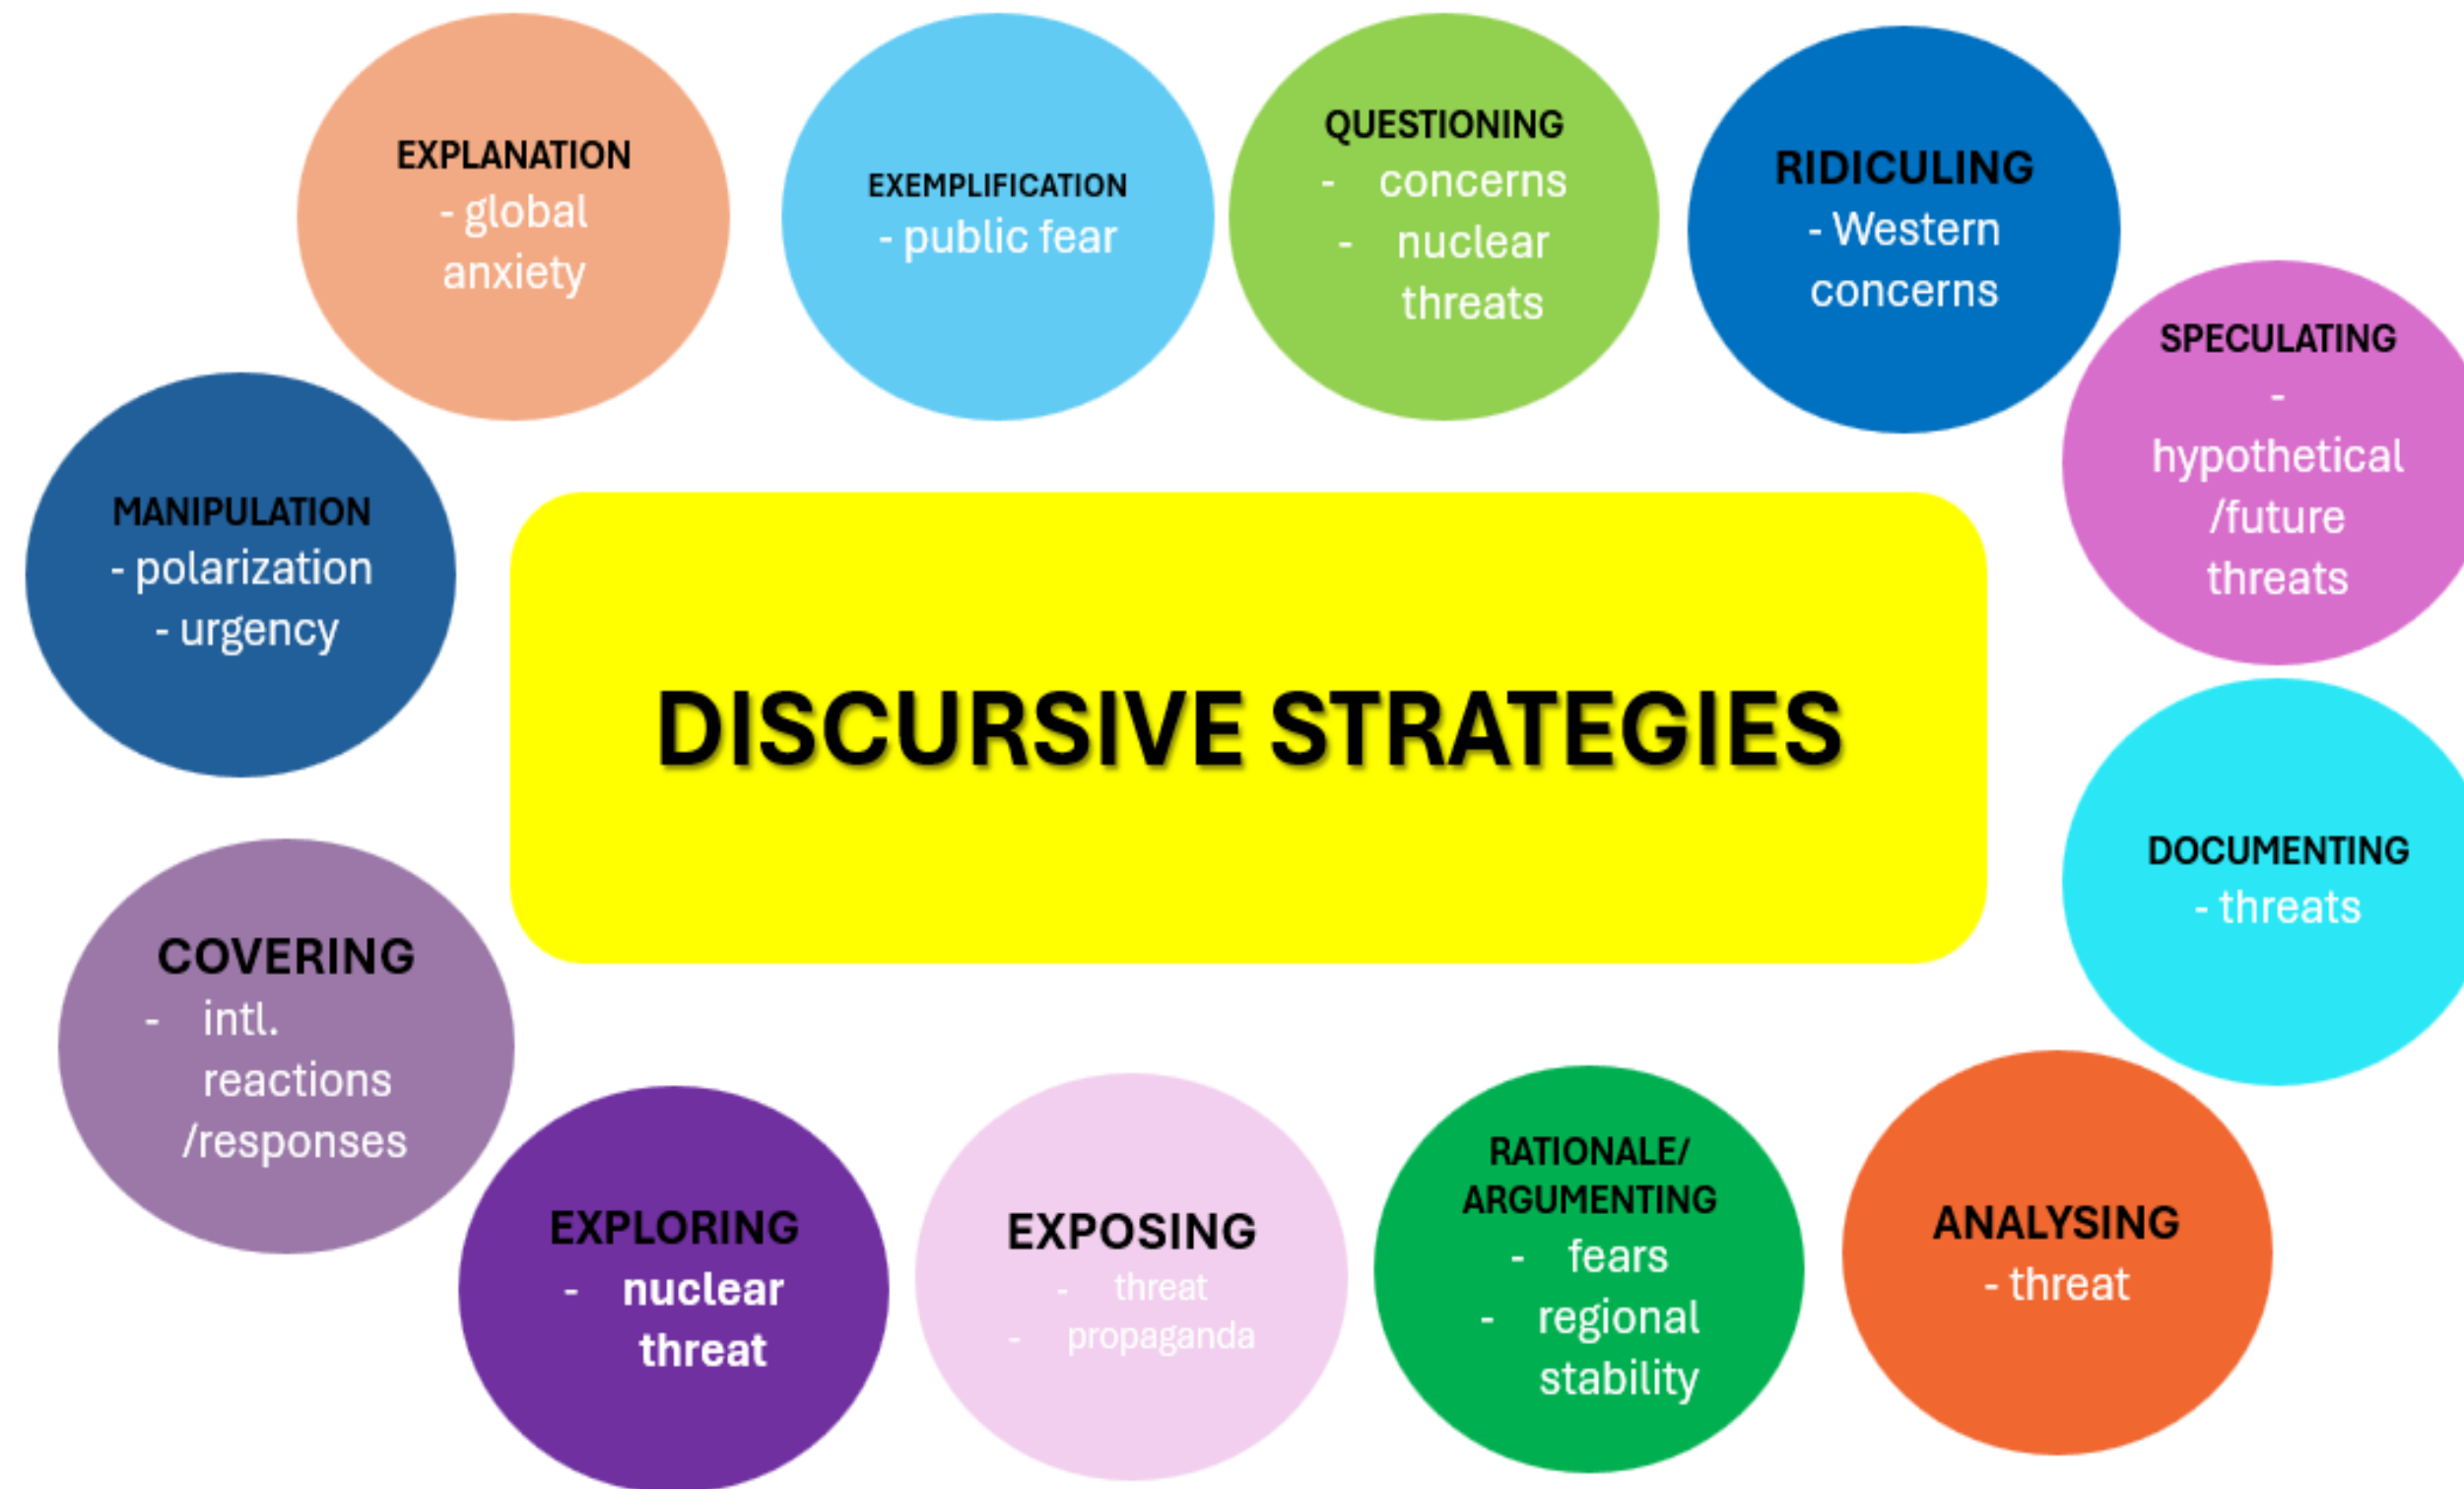 EXPLANATION
- global
anxiety
EXEMPLIFICATION
- public fear
QUESTIONING
- concerns
- nuclear
threats
RIDICULING
- Western
concerns
SPECULATING
-
hypothetical
/future
threats
MANIPULATION
- polarization
- urgency
DISCURSIVE STRATEGIES
DOCUMENTING
- threats
COVERING
- intl.
reactions
/responses
EXPLORING
- nuclear
threat
EXPOSING
- threat
- propaganda
RATIONALE/
ARGUMENTING
- fears
- regional
stability
ANALYSING
- threat